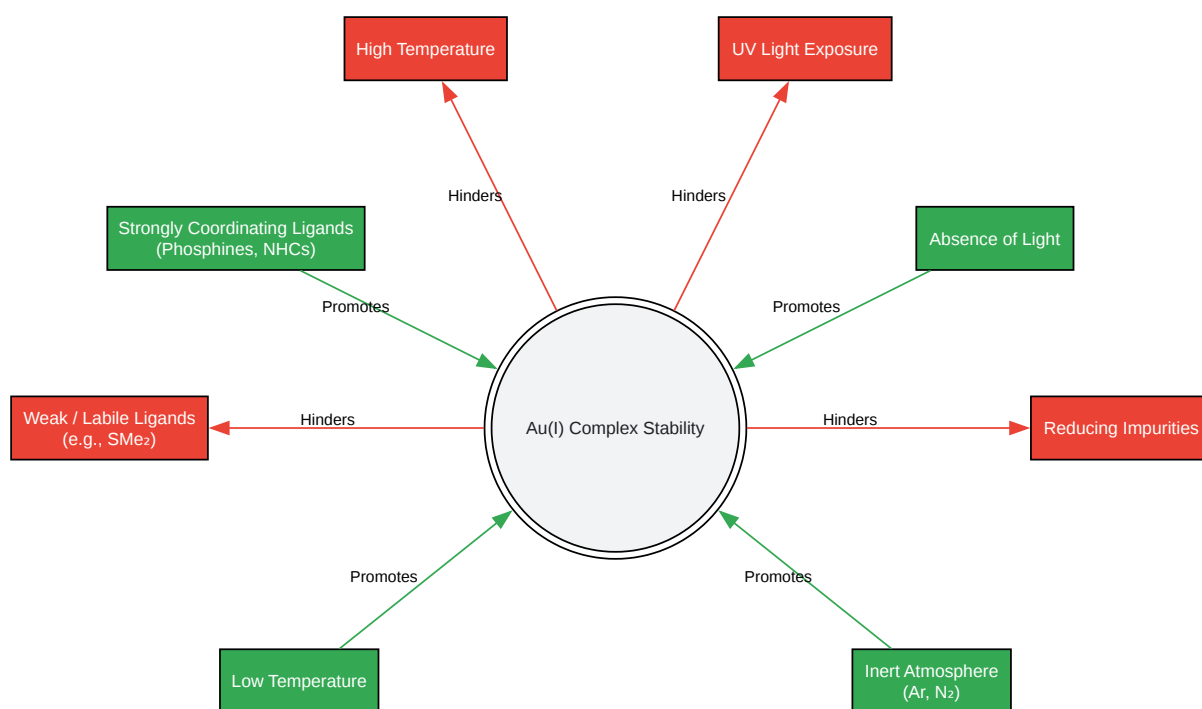 High Temperature
UV Light Exposure
Hinders
Hinders
Strongly Coordinating Ligands
(Phosphines, NHCs)
Absence of Light
Promotes
Promotes
Weak / Labile Ligands
(e.g., SMe₂)
Hinders
Au(I) Complex Stability
Hinders
Reducing Impurities
Promotes
Promotes
Low Temperature
Inert Atmosphere
(Ar, N₂)